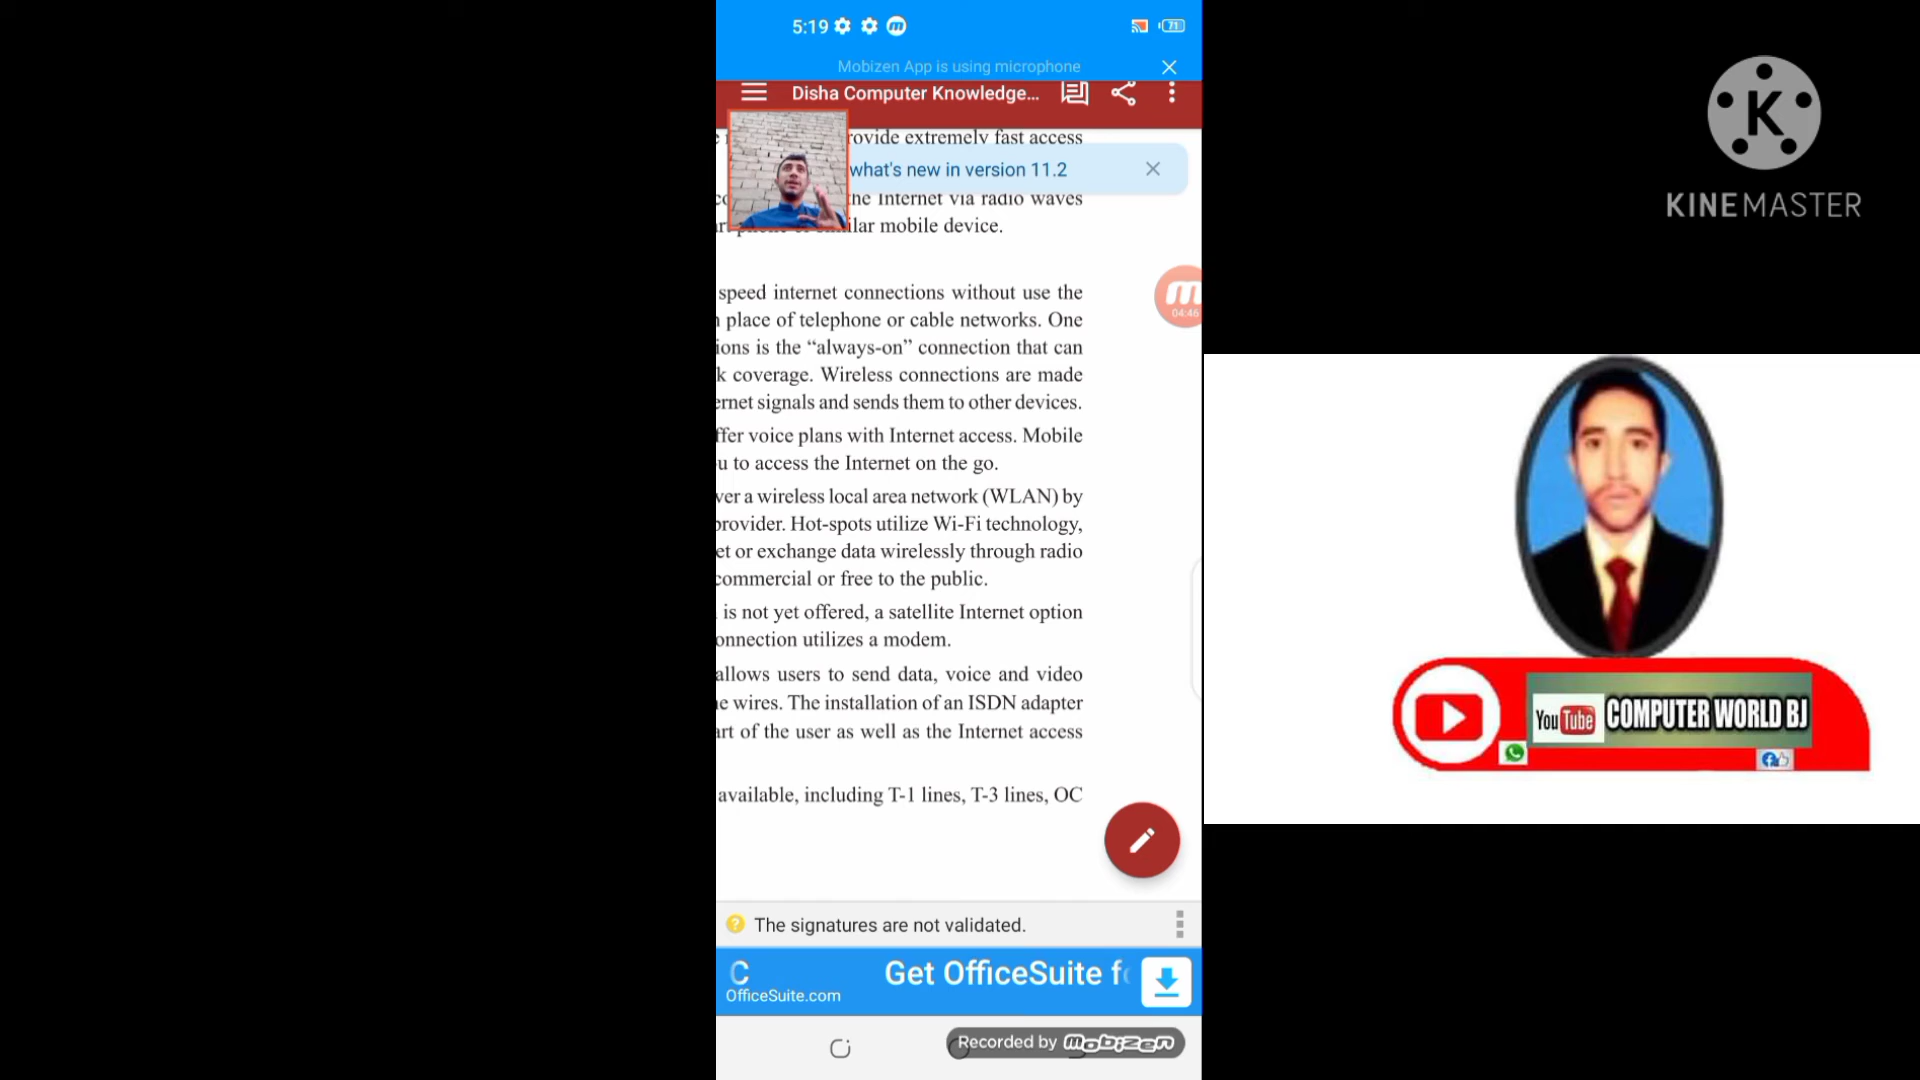 5:19
71
Mobizen App is using microphone
Disha Computer Knowledge...
rovide extremely fast access
what's new in version 11.2
he Internet via radio waves
ilar mobile device.
04:46
speed internet connections without use the
place of telephone or cable networks. One
ions is the “always-on” connection that can
k coverage. Wireless connections are made
ernet signals and sends them to other devices.
ffer voice plans with Internet access. Mobile
u to access the Internet on the go.
ver a wireless local area network (WLAN) by
provider. Hot-spots utilize Wi-Fi technology,
et or exchange data wirelessly through radio
commercial or free to the public.
is not yet offered, a satellite Internet option
onnection utilizes a modem.
allows users to send data, voice and video
e wires. The installation of an ISDN adapter
art of the user as well as the Internet access
available, including T-1 lines, T-3 lines, OC
The signatures are not validated.
C
Get OfficeSuite f
OfficeSuite.com
Recorded by mobizen
K
KINEMASTER
YouTube COMPUTER WORLD BJ